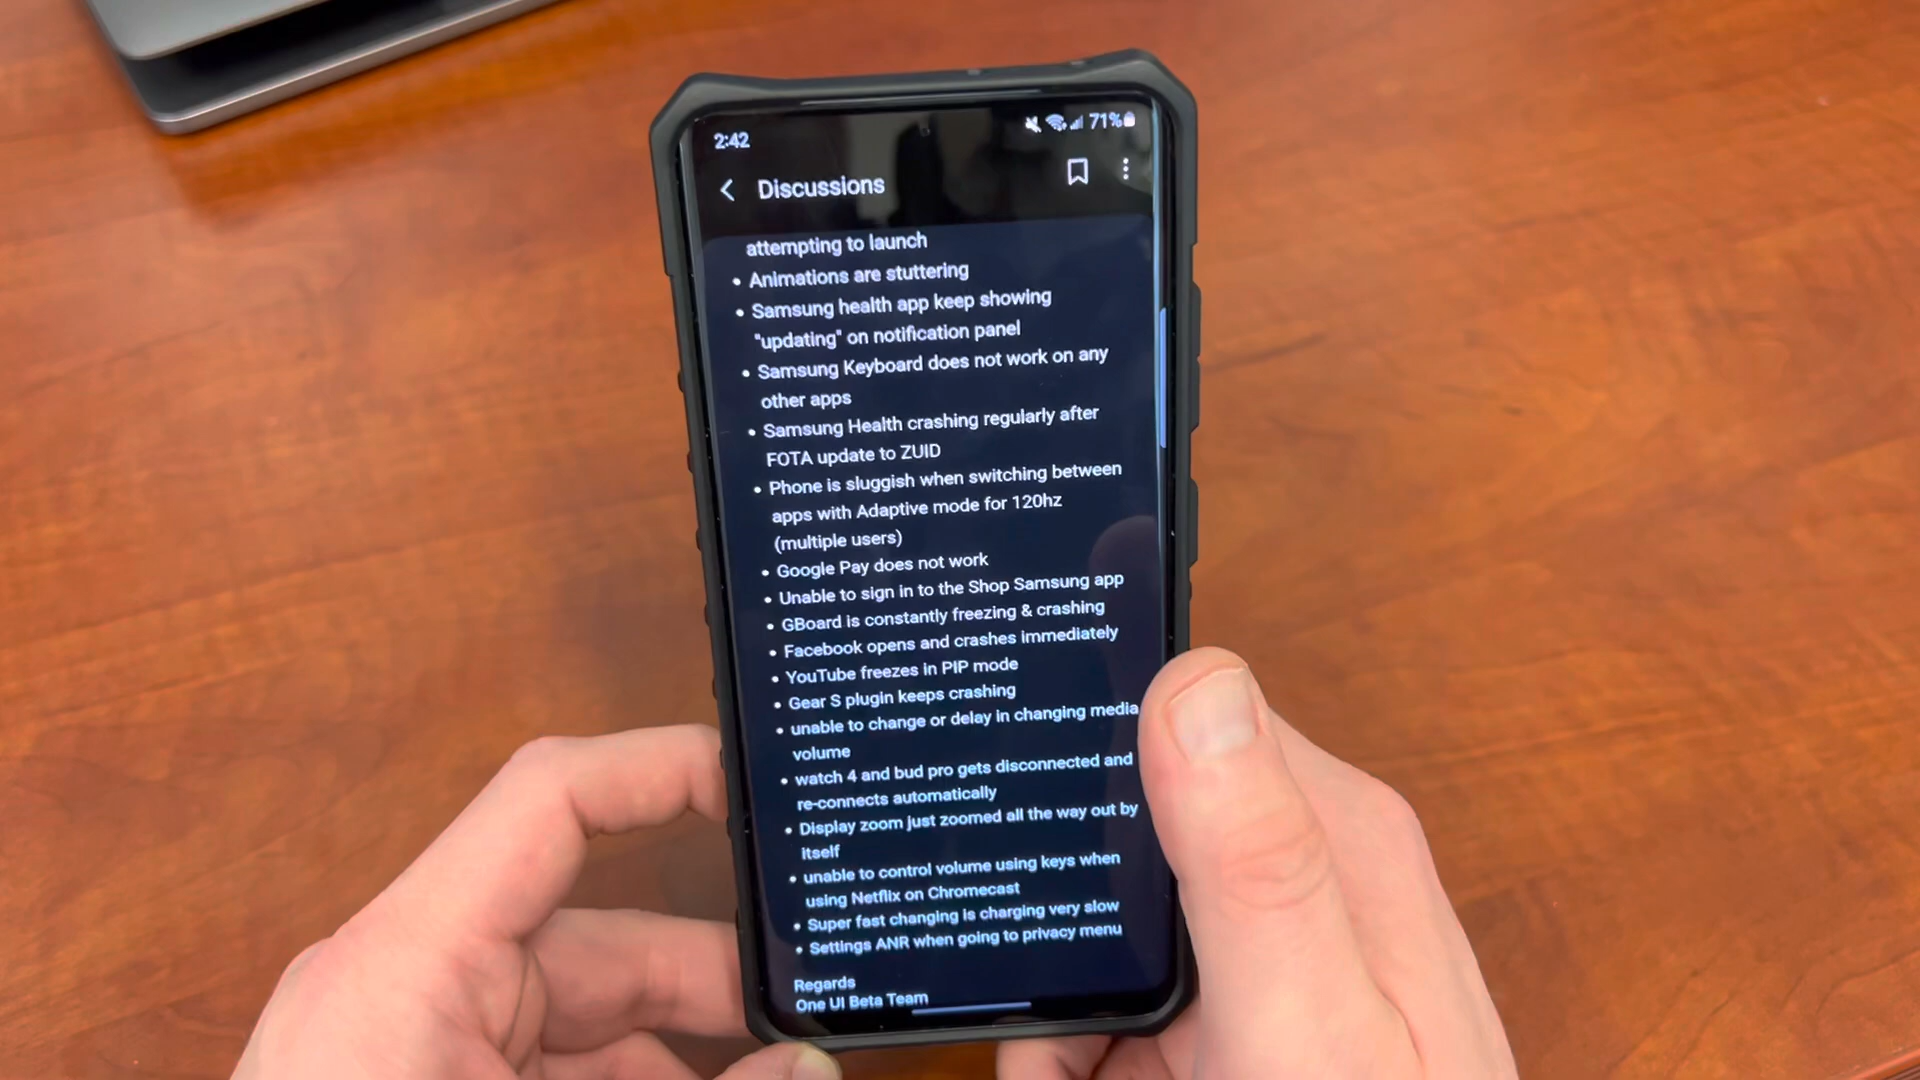 2:42
71%
Discussions
attempting to launch
• Animations are stuttering
• Samsung health app keep showing
"updating" on notification panel
• Samsung Keyboard does not work on any
other apps
• Samsung Health crashing regularly after
FOTA update to ZUID
• Phone is sluggish when switching between
apps with Adaptive mode for 120hz
(multiple users)
• Google Pay does not work
• Unable to sign in to the Shop Samsung app
• GBoard is constantly freezing & crashing
• Facebook opens and crashes immediately
• YouTube freezes in PIP mode
• Gear S plugin keeps crashing
• unable to change or delay in changing media
volume
• watch 4 and bud pro gets disconnected and
re-connects automatically
• Display zoom just zoomed all the way out by
itself
• unable to control volume using keys when
using Netflix on Chromecast
• Super fast changing is charging very slow
• Settings ANR when going to privacy menu
Regards
One UI Beta Team